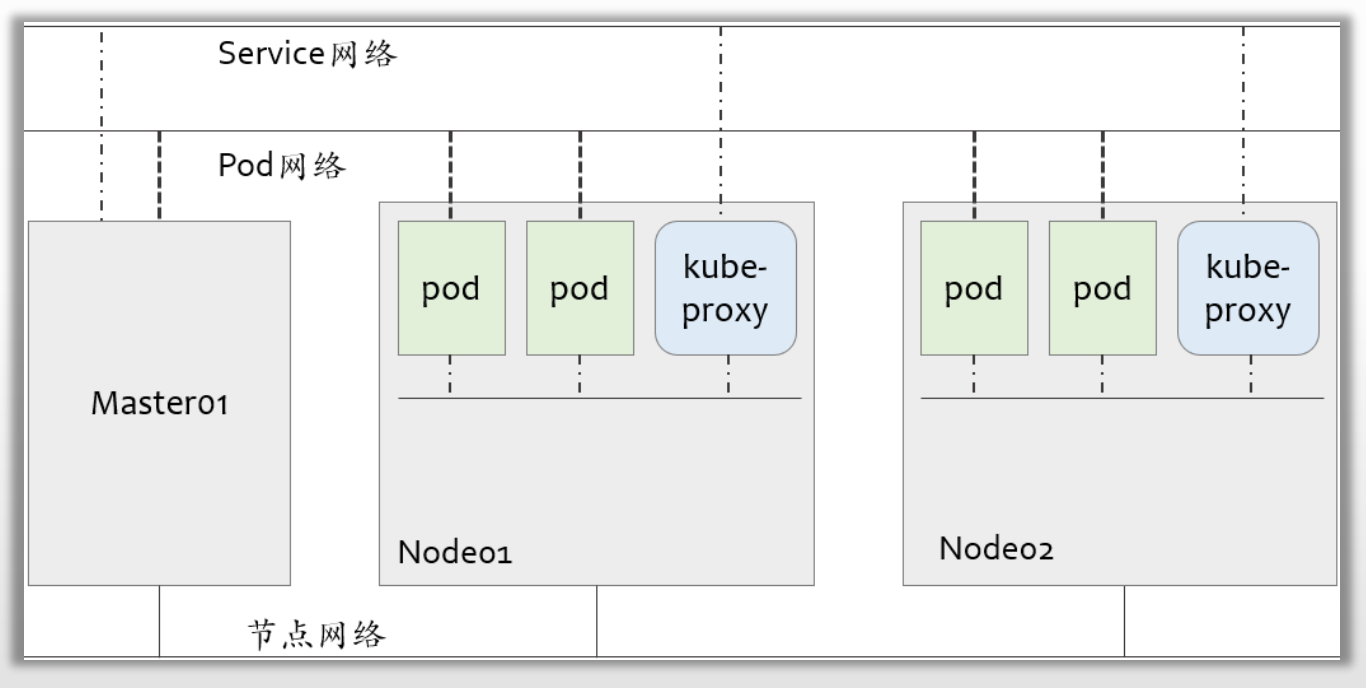 Service网络
Pod网络
pod
pod
kube-
proxy
pod
pod
kube-
proxy
Master01
Node01
Node02
节点网络